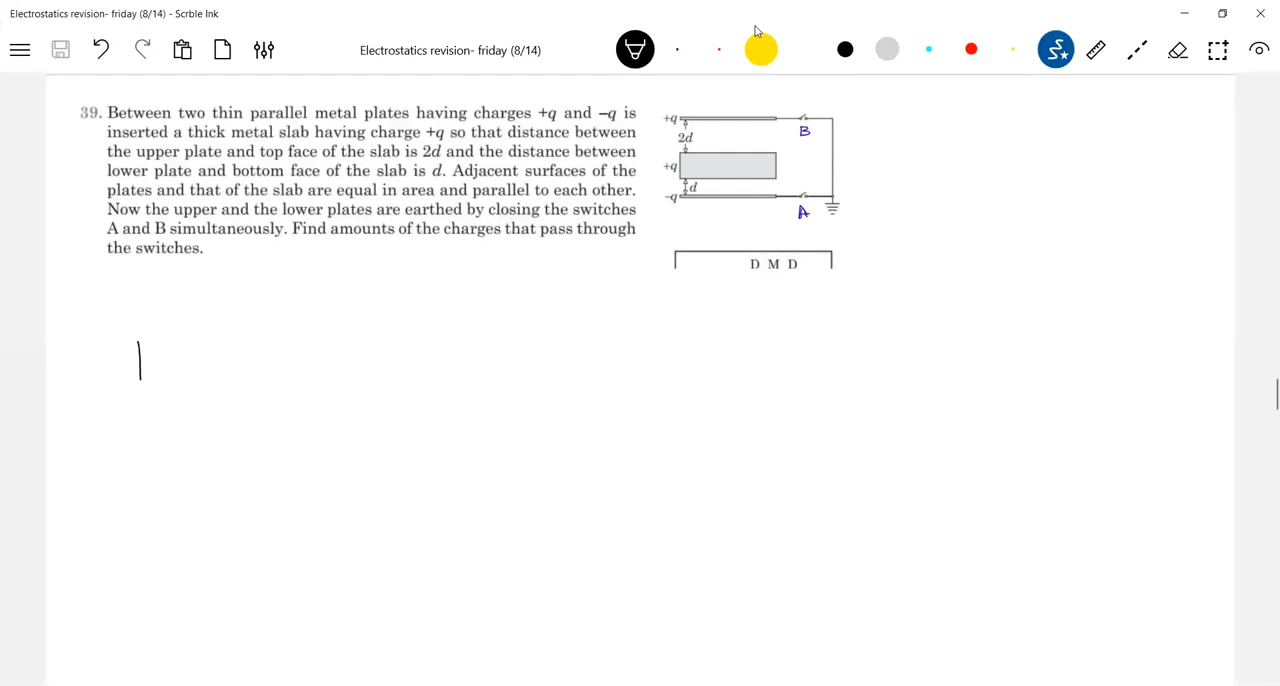 Electrostatics revision- friday (8/14) - Scrble Ink
Electrostatics revision- friday (8/14)
39. Between two thin parallel metal plates having charges +q and –q is
inserted a thick metal slab having charge +q so that distance between
the upper plate and top face of the slab is 2d and the distance between
lower plate and bottom face of the slab is d. Adjacent surfaces of the
plates and that of the slab are equal in area and parallel to each other.
Now the upper and the lower plates are earthed by closing the switches
A and B simultaneously. Find amounts of the charges that pass through
the switches.
+q
B
2d
+q
d
–q
A
D M D